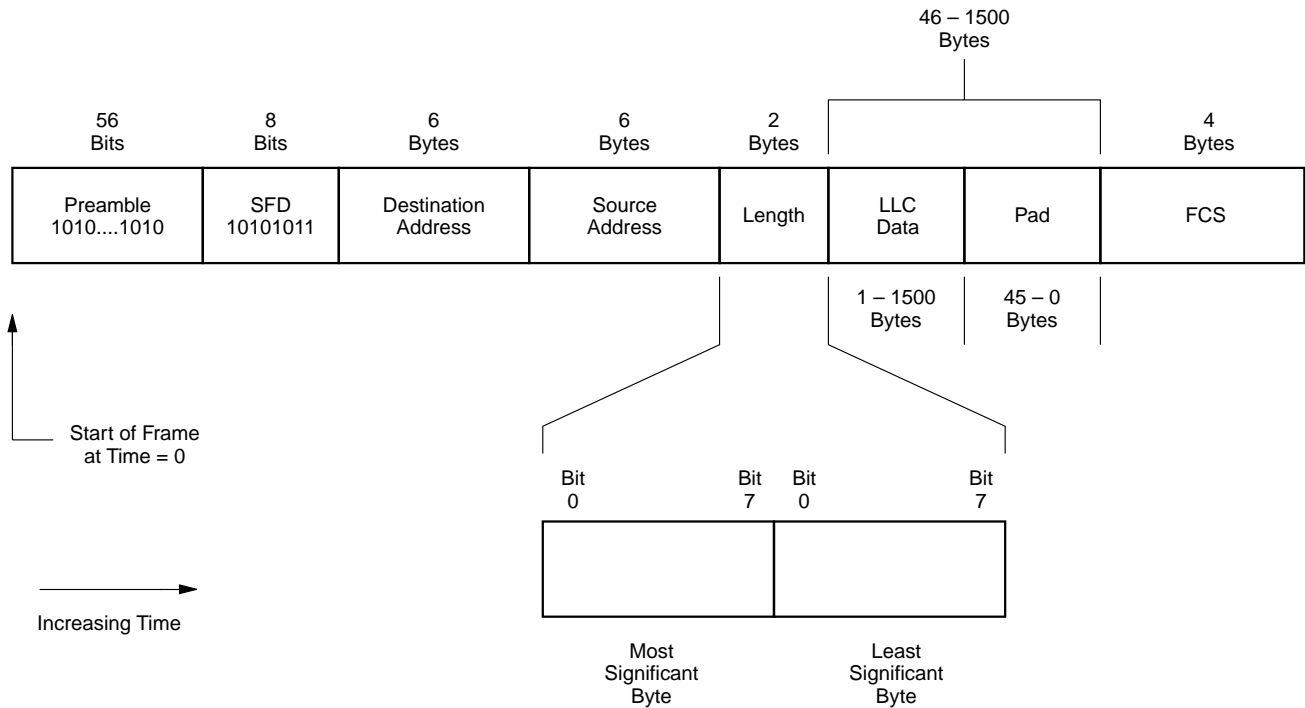 46 – 1500
Bytes
56
Bits
8
Bits
6
Bytes
6
Bytes
2
Bytes
4
Bytes
Preamble
1010....1010
SFD
10101011
Destination
Address
Source
Address
Length
LLC
Data
Pad
FCS
1 – 1500
Bytes
45 – 0
Bytes
Start of Frame
at Time = 0
Bit
0
Bit
7
Bit
0
Bit
7
Increasing Time
Most
Significant
Byte
Least
Significant
Byte